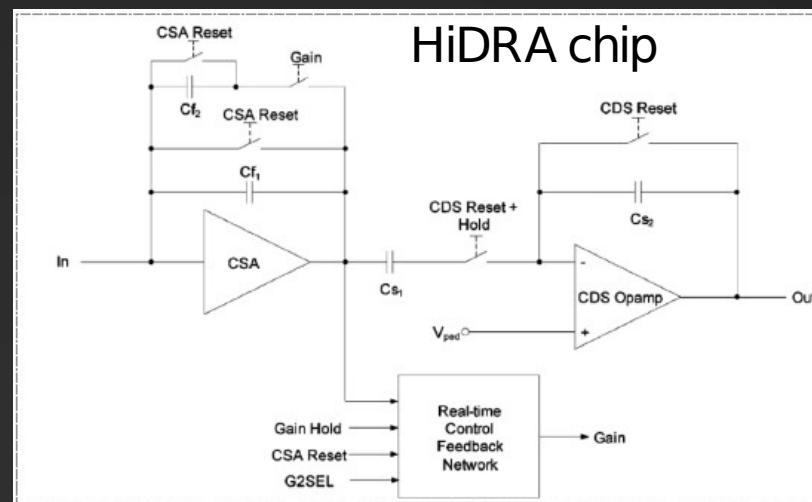 HiDRA chip
CSA Reset
Gain
Cf₂
CSA Reset
CDS Reset
Cf₁
CDS Reset +
Hold
Cs₂
In
CSA
-
Cs₁
CDS Opamp
Out
Vped
+
Gain Hold
CSA Reset
G2SEL
Real-time
Control
Feedback
Network
Gain